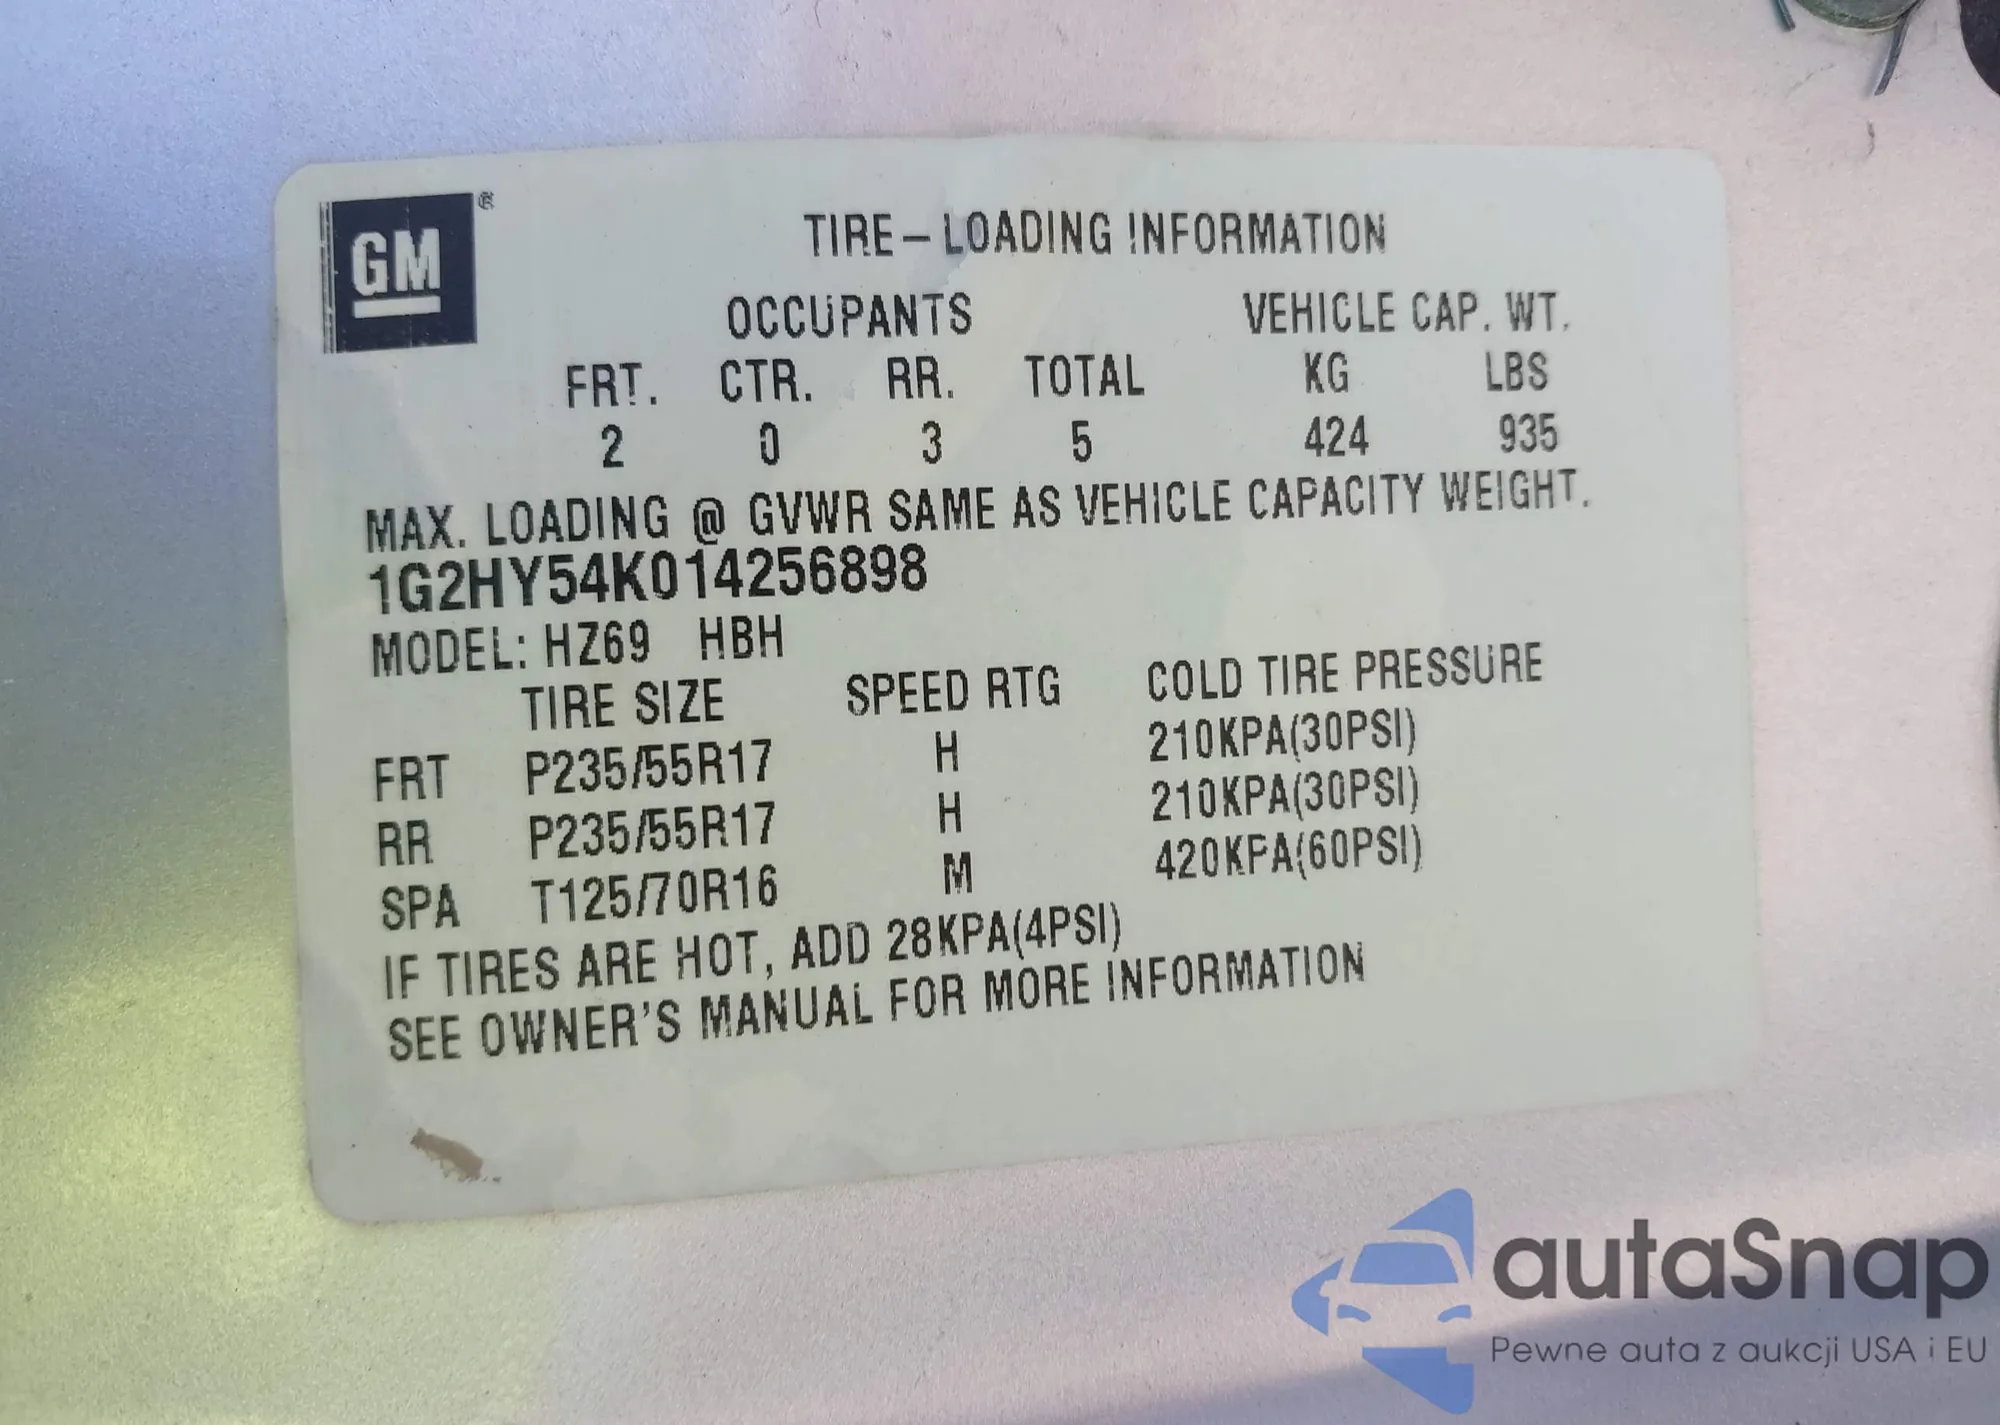 GM ®
TIRE – LOADING INFORMATION
OCCUPANTS VEHICLE CAP. WT.
FRT. CTR. RR. TOTAL KG LBS
2 0 3 5 424 935
MAX. LOADING @ GVWR SAME AS VEHICLE CAPACITY WEIGHT.
1G2HY54K014256898
MODEL: HZ69 HBH
TIRE SIZE SPEED RTG COLD TIRE PRESSURE
FRT P235/55R17 H 210KPA(30PSI)
RR P235/55R17 H 210KPA(30PSI)
SPA T125/70R16 M 420KPA(60PSI)
IF TIRES ARE HOT, ADD 28KPA(4PSI)
SEE OWNER'S MANUAL FOR MORE INFORMATION
autaSnap
Pewne auta z aukcji USA i EU